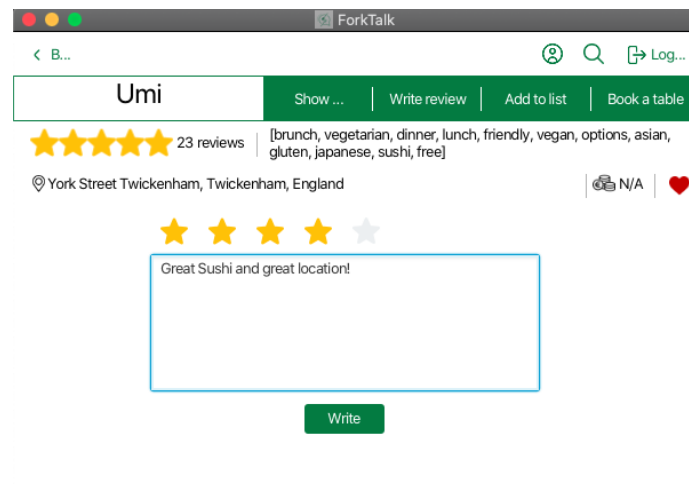 ForkTalk
B...
Log...
Umi
Show ...
Write review
Add to list
Book a table
23 reviews
[brunch, vegetarian, dinner, lunch, friendly, vegan, options, asian,
gluten, japanese, sushi, free]
York Street Twickenham, Twickenham, England
N/A
Great Sushi and great location!
Write